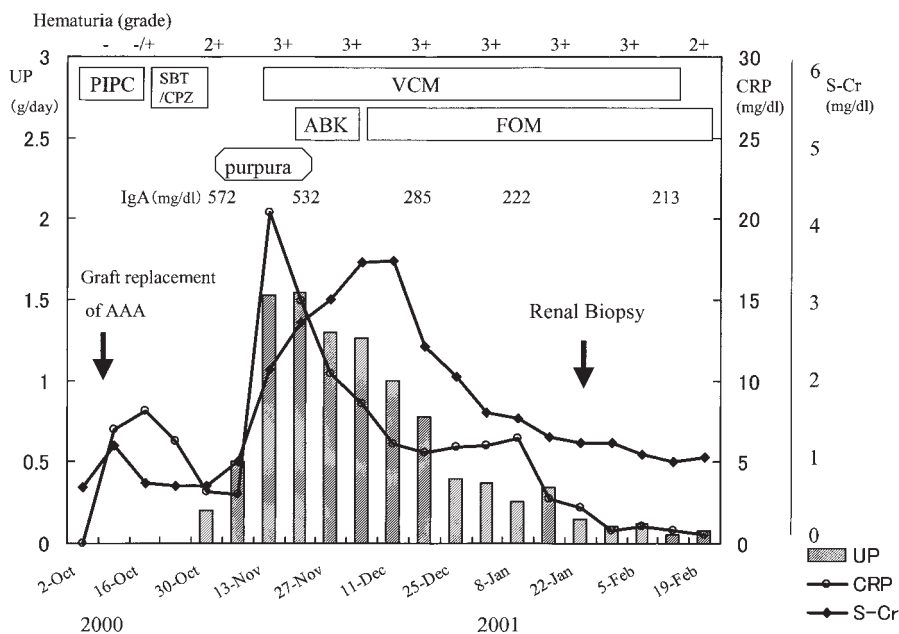 Hematuria (grade)
- -/+ 2+ 3+ 3+ 3+ 3+ 3+ 3+ 2+
UP
(g/day)
CRP
(mg/dl)
S-Cr
(mg/dl)
3 30 6
PIPC
SBT
/CPZ
VCM
2.5 25 5
ABK
FOM
purpura
IgA(mg/dl) 572 532 285 222 213
2 20 4
Graft replacement
of AAA
1.5 15 3
Renal Biopsy
1 10 2
0.5 5 1
0 0 0
2-Oct 16-Oct 30-Oct 13-Nov 27-Nov 11-Dec 25-Dec 8-Jan 22-Jan 5-Feb 19-Feb
2000 2001
UP
CRP
S-Cr